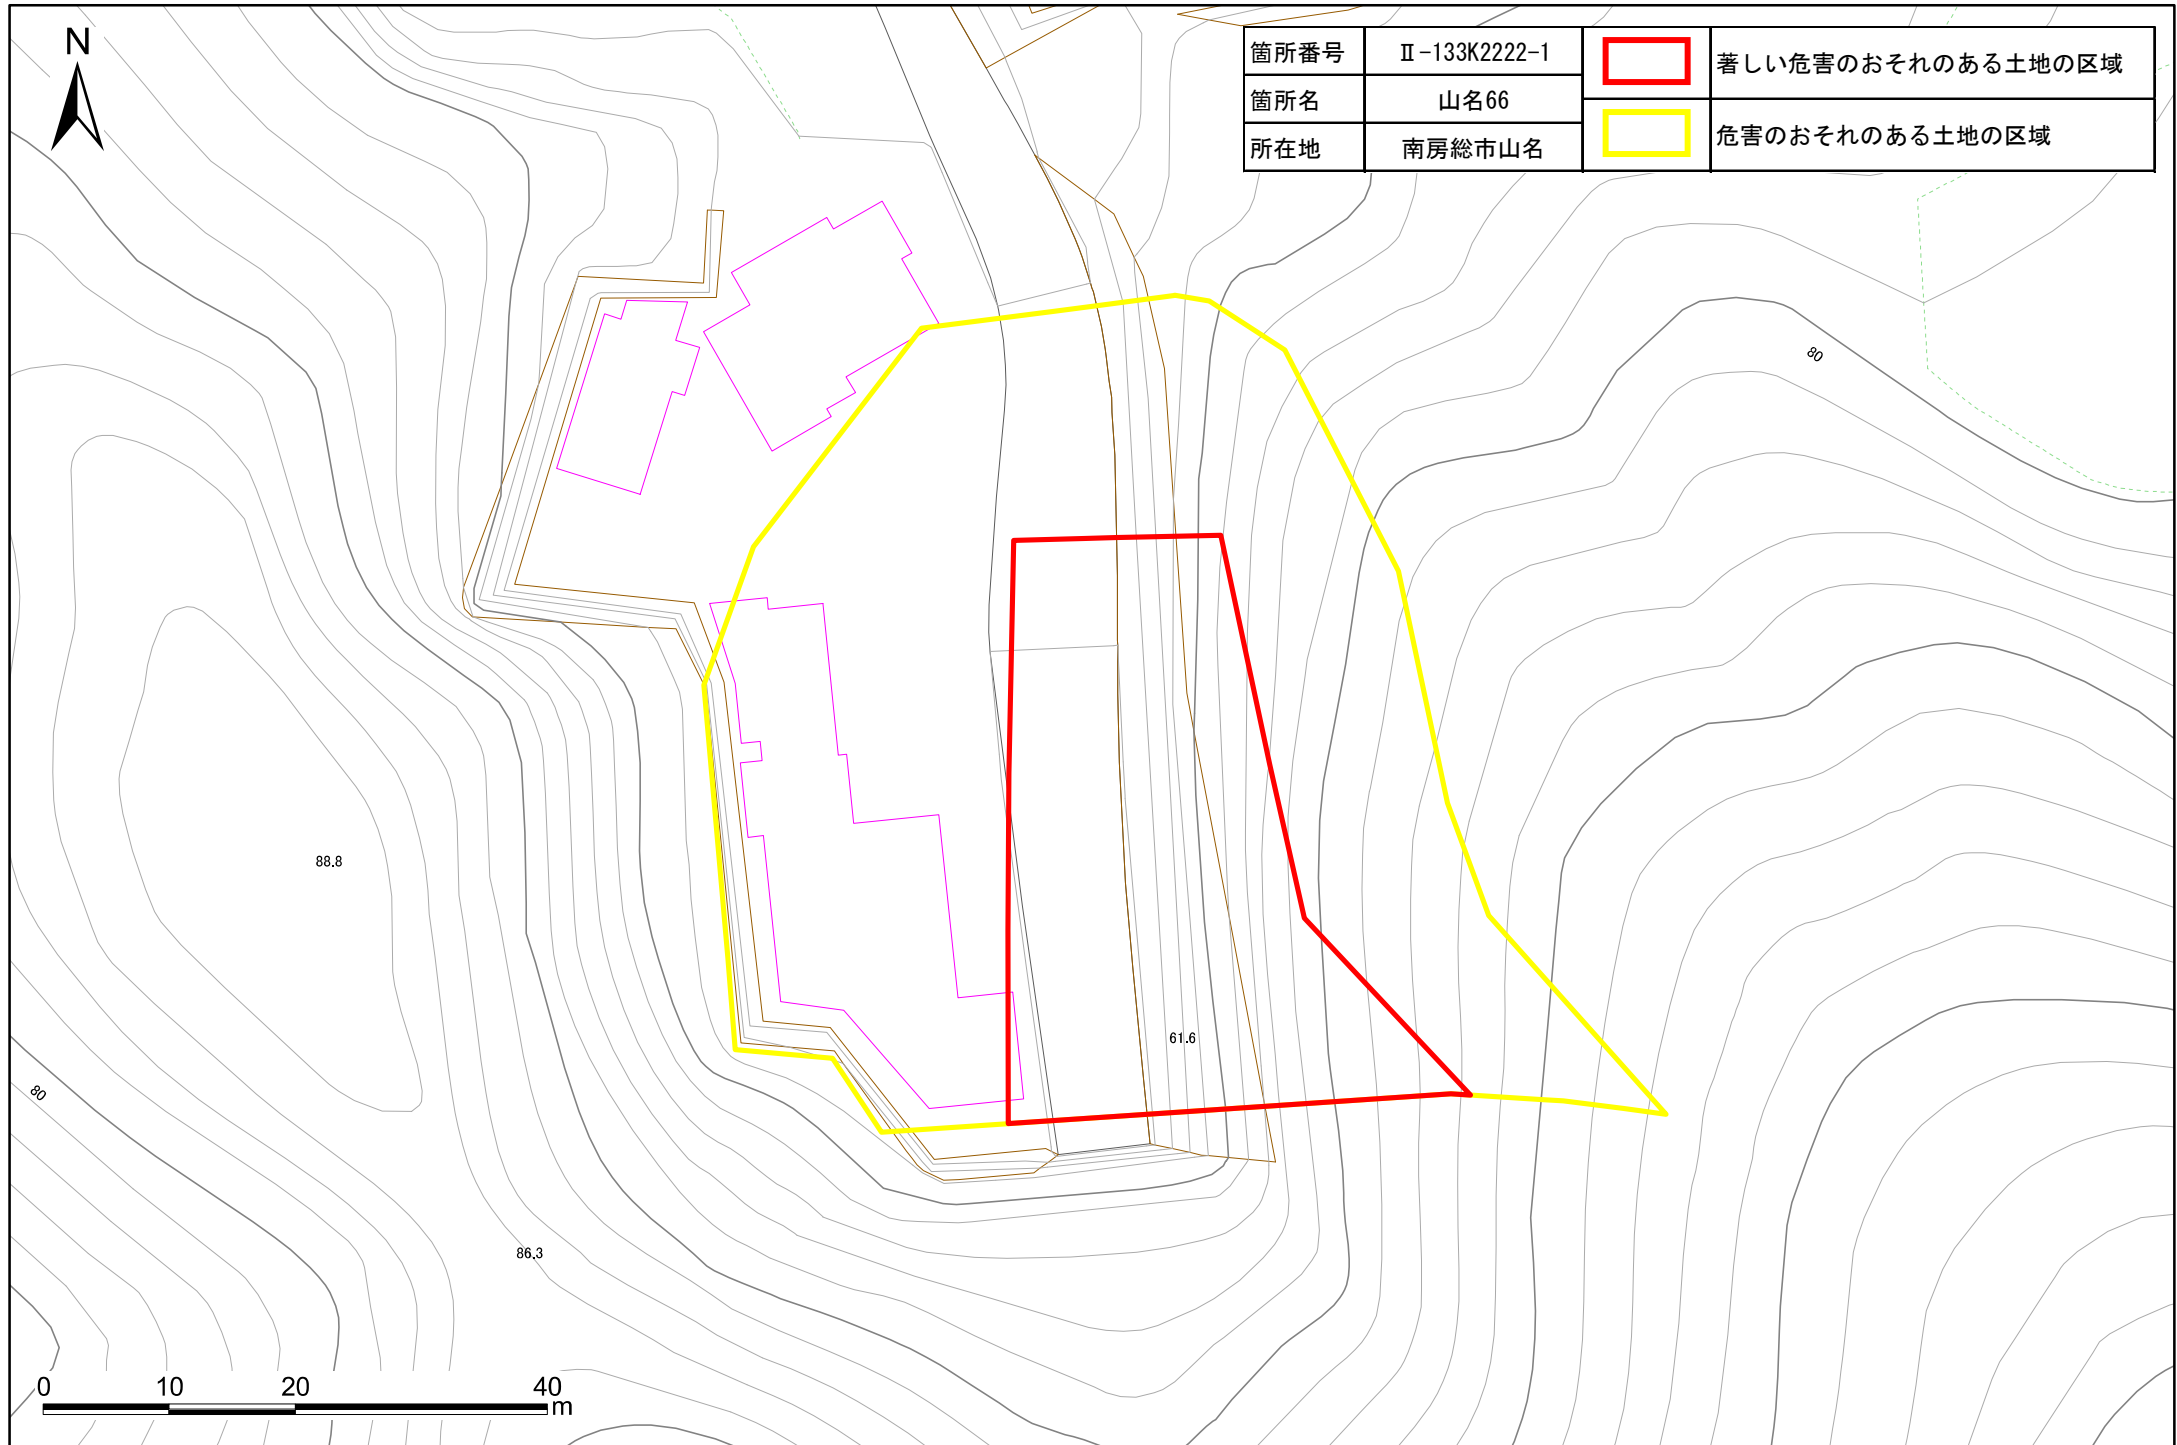 N
箇所番号 Ⅱ-133K2222-1
箇所名 山名66
所在地 南房総市山名
著しい危害のおそれのある土地の区域
危害のおそれのある土地の区域
80
88.8
61.6
80
86.3
0 10 20 40
m